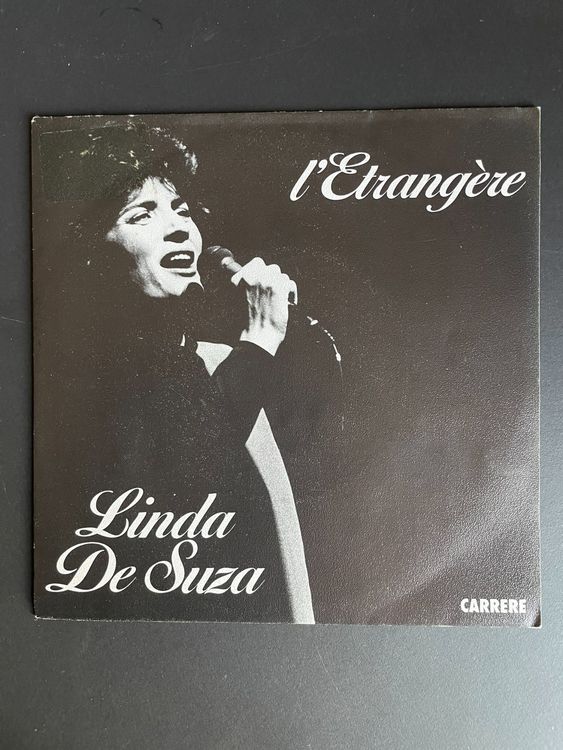 l'Etrangère
Linda
De Suza
CARRERE